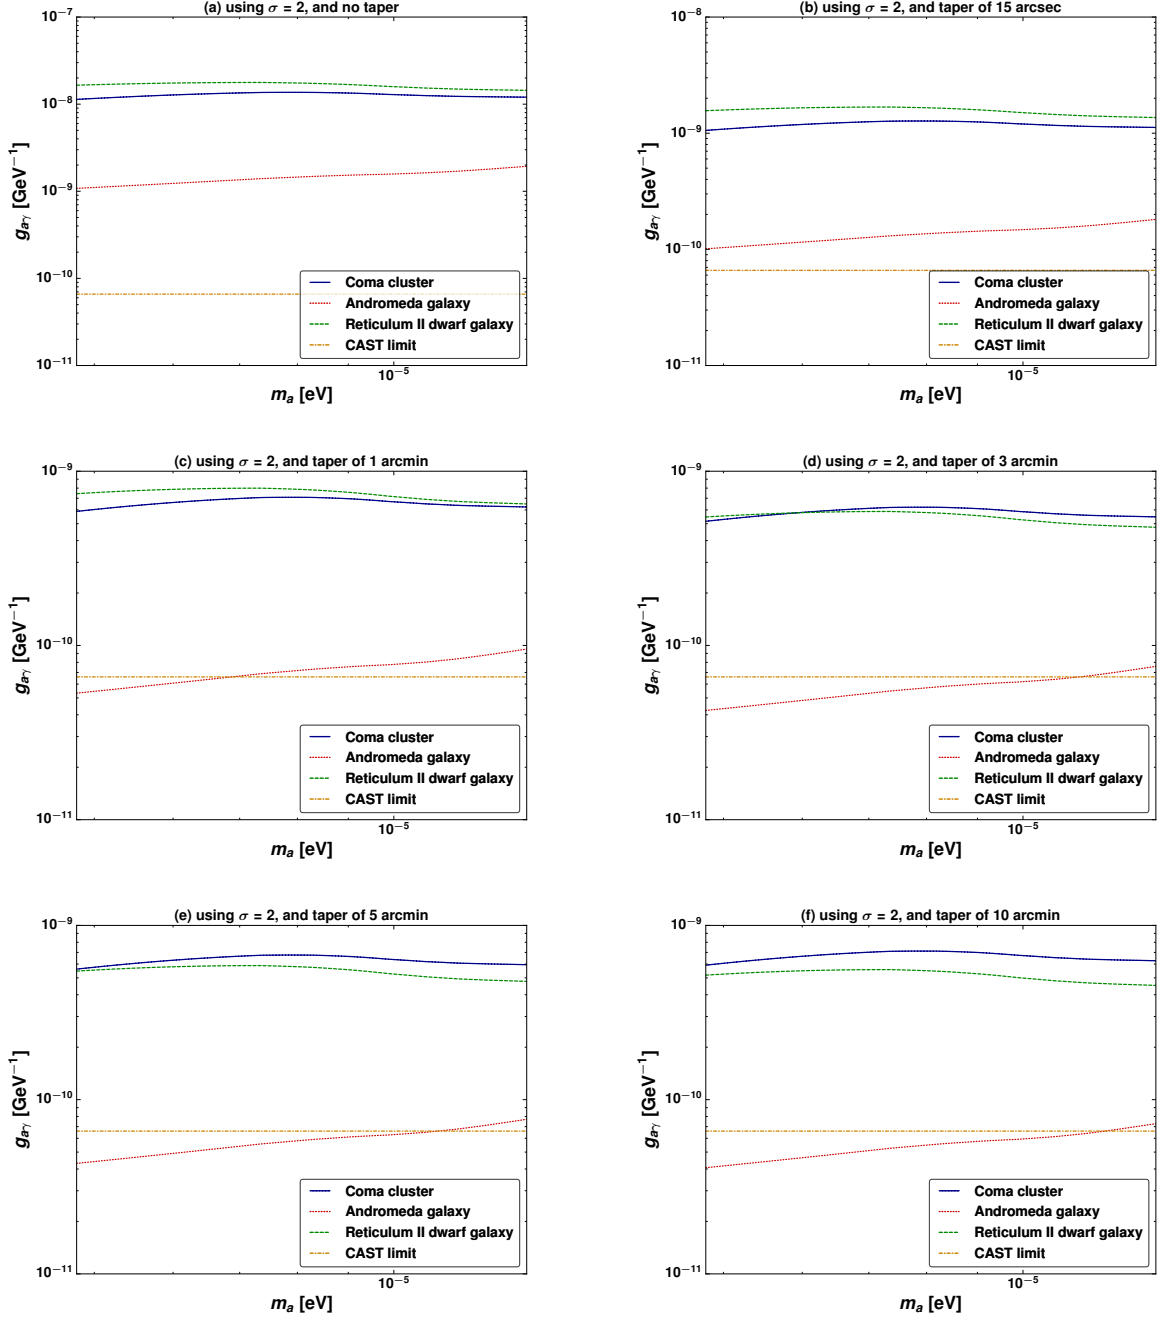 (a) using σ = 2, and no taper
10⁻⁷
10⁻⁸
10⁻⁹
10⁻¹⁰
10⁻¹¹
g_aγ [GeV⁻¹]
Coma cluster
Andromeda galaxy
Reticulum II dwarf galaxy
CAST limit
10⁻⁵
m_a [eV]
(b) using σ = 2, and taper of 15 arcsec
10⁻⁸
10⁻⁹
10⁻¹⁰
10⁻¹¹
g_aγ [GeV⁻¹]
Coma cluster
Andromeda galaxy
Reticulum II dwarf galaxy
CAST limit
10⁻⁵
m_a [eV]
(c) using σ = 2, and taper of 1 arcmin
10⁻⁹
10⁻¹⁰
10⁻¹¹
g_aγ [GeV⁻¹]
Coma cluster
Andromeda galaxy
Reticulum II dwarf galaxy
CAST limit
10⁻⁵
m_a [eV]
(d) using σ = 2, and taper of 3 arcmin
10⁻⁹
10⁻¹⁰
10⁻¹¹
g_aγ [GeV⁻¹]
Coma cluster
Andromeda galaxy
Reticulum II dwarf galaxy
CAST limit
10⁻⁵
m_a [eV]
(e) using σ = 2, and taper of 5 arcmin
10⁻⁹
10⁻¹⁰
10⁻¹¹
g_aγ [GeV⁻¹]
Coma cluster
Andromeda galaxy
Reticulum II dwarf galaxy
CAST limit
10⁻⁵
m_a [eV]
(f) using σ = 2, and taper of 10 arcmin
10⁻⁹
10⁻¹⁰
10⁻¹¹
g_aγ [GeV⁻¹]
Coma cluster
Andromeda galaxy
Reticulum II dwarf galaxy
CAST limit
10⁻⁵
m_a [eV]